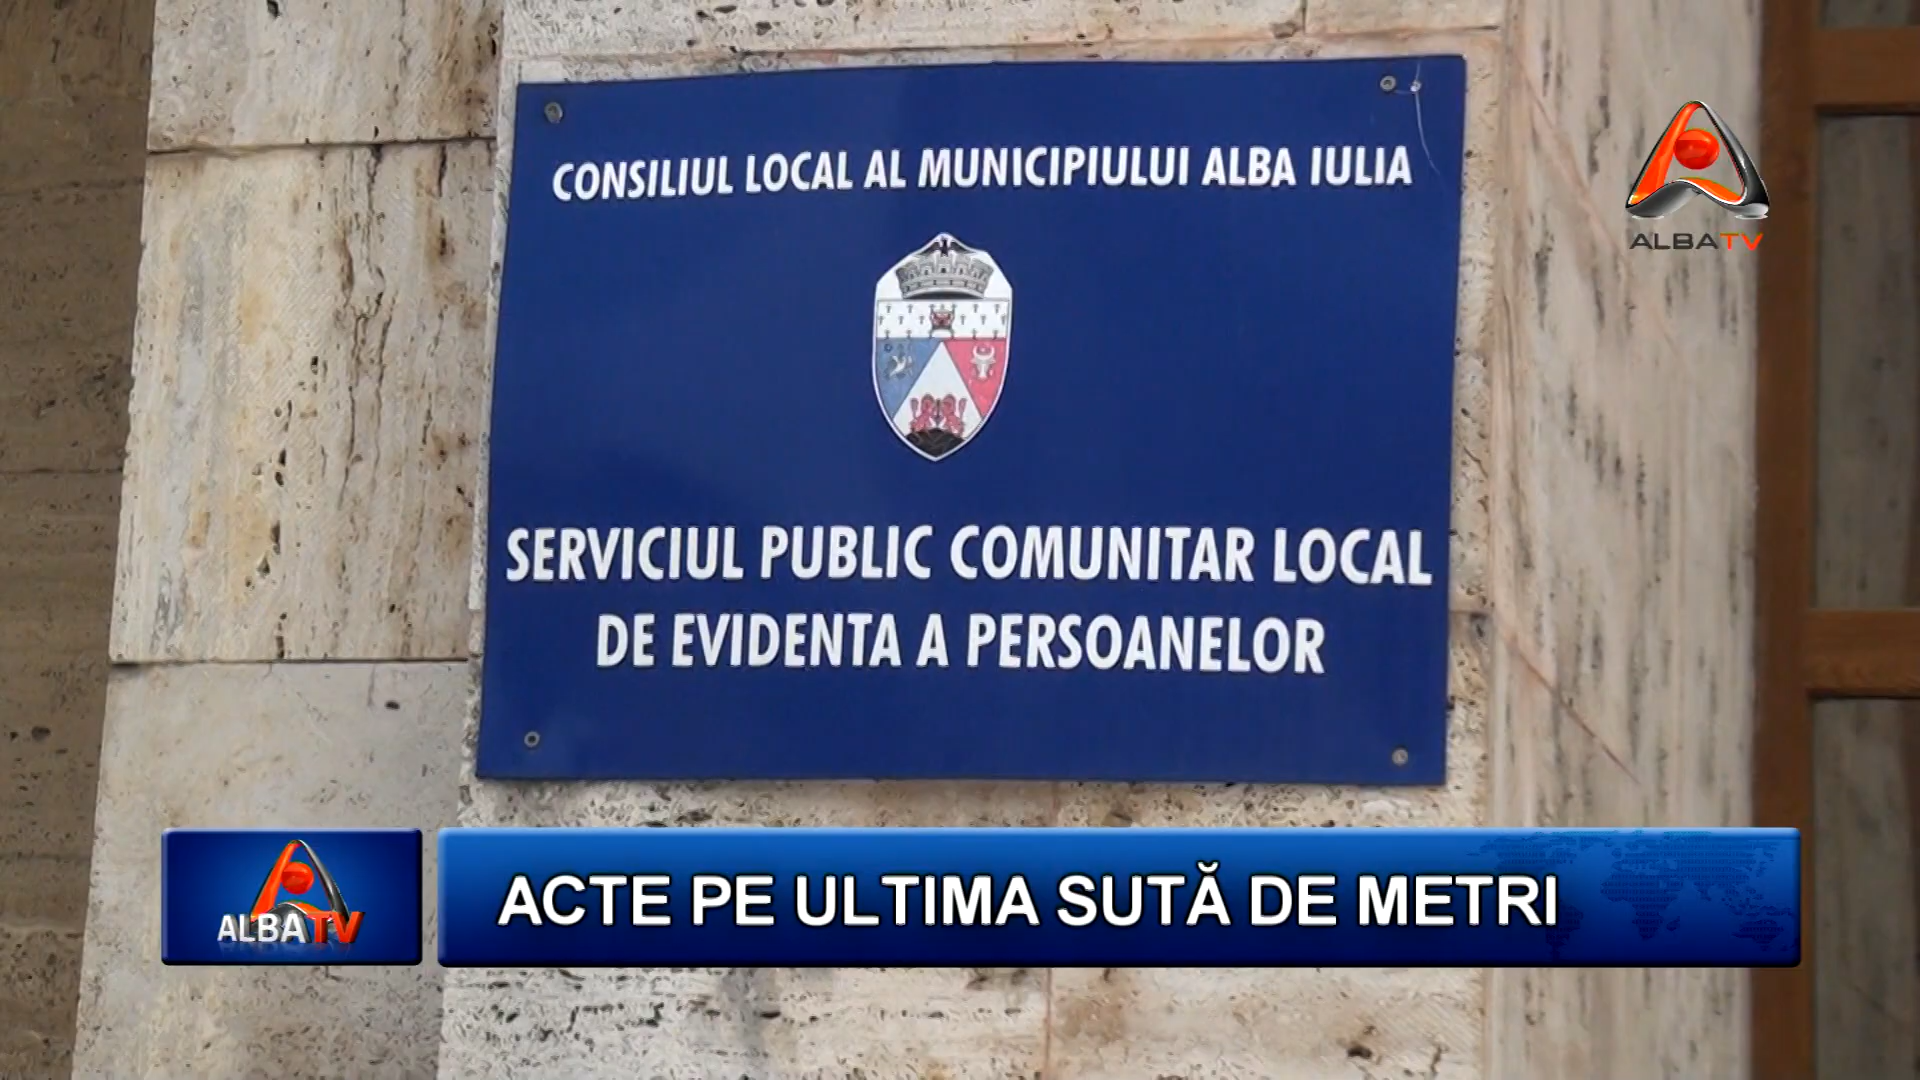 CONSILIUL LOCAL AL MUNICIPIULUI ALBA IULIA
ALBATV
SERVICIUL PUBLIC COMUNITAR LOCAL
DE EVIDENTA A PERSOANELOR
ALBATV
ACTE PE ULTIMA SUTĂ DE METRI